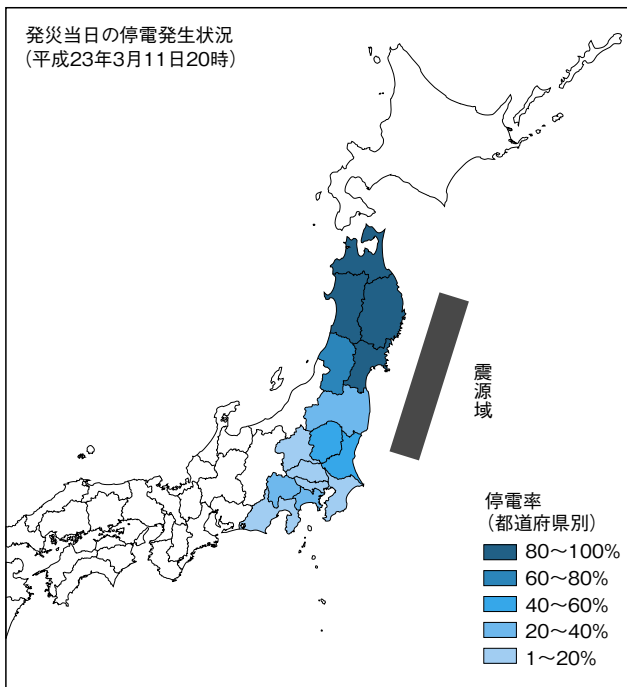 発災当日の停電発生状況
(平成23年3月11日20時)
震源域
停電率
(都道府県別)
80〜100%
60〜80%
40〜60%
20〜40%
1〜20%